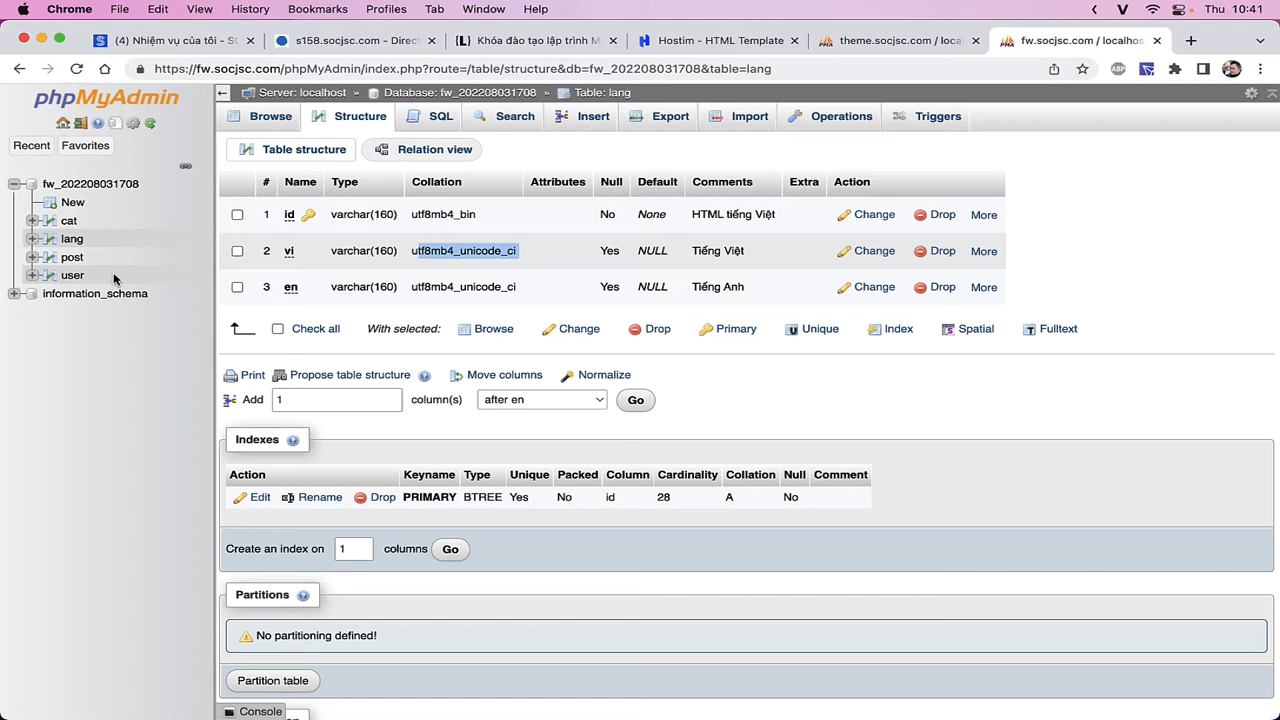 Chrome File Edit View History Bookmarks Profiles Tab Window Help Thu 10:41
(4) Nhiệm vụ của tôi - SO s158.socjsc.com - Direct Khóa đào tạo lập trình M Hostim - HTML Template theme.socjsc.com / local fw.socjsc.com / localhos
https://fw.socjsc.com/phpMyAdmin/index.php?route=/table/structure&db=fw_202208031708&table=lang
phpMyAdmin
Recent Favorites
fw_202208031708
New
cat
lang
post
user
information_schema
Server: localhost » Database: fw_202208031708 » Table: lang
Browse Structure SQL Search Insert Export Import Operations Triggers
Table structure Relation view
# Name Type Collation Attributes Null Default Comments Extra Action
1 id varchar(160) utf8mb4_bin No None HTML tiếng Việt Change Drop More
2 vi varchar(160) utf8mb4_unicode_ci Yes NULL Tiếng Việt Change Drop More
3 en varchar(160) utf8mb4_unicode_ci Yes NULL Tiếng Anh Change Drop More
Check all With selected: Browse Change Drop Primary Unique Index Spatial Fulltext
Print Propose table structure Move columns Normalize
Add 1 column(s) after en Go
Indexes
Action Keyname Type Unique Packed Column Cardinality Collation Null Comment
Edit Rename Drop PRIMARY BTREE Yes No id 28 A No
Create an index on 1 columns Go
Partitions
No partitioning defined!
Partition table
Console